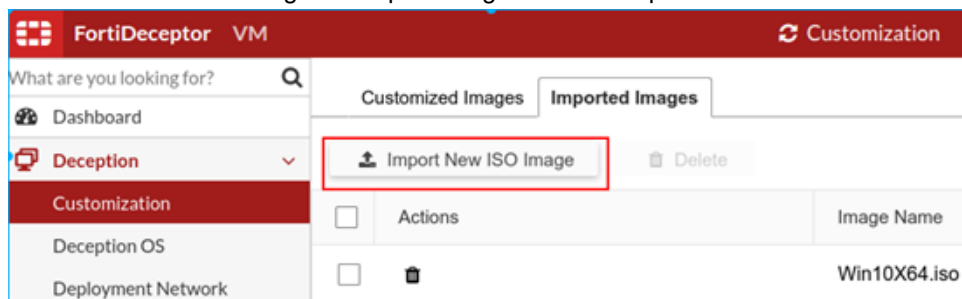 FortiDeceptor VM
Customization
What are you looking for?
Dashboard
Deception
Customization
Deception OS
Deployment Network
Customized Images
Imported Images
Import New ISO Image
Delete
Actions
Image Name
Win10X64.iso